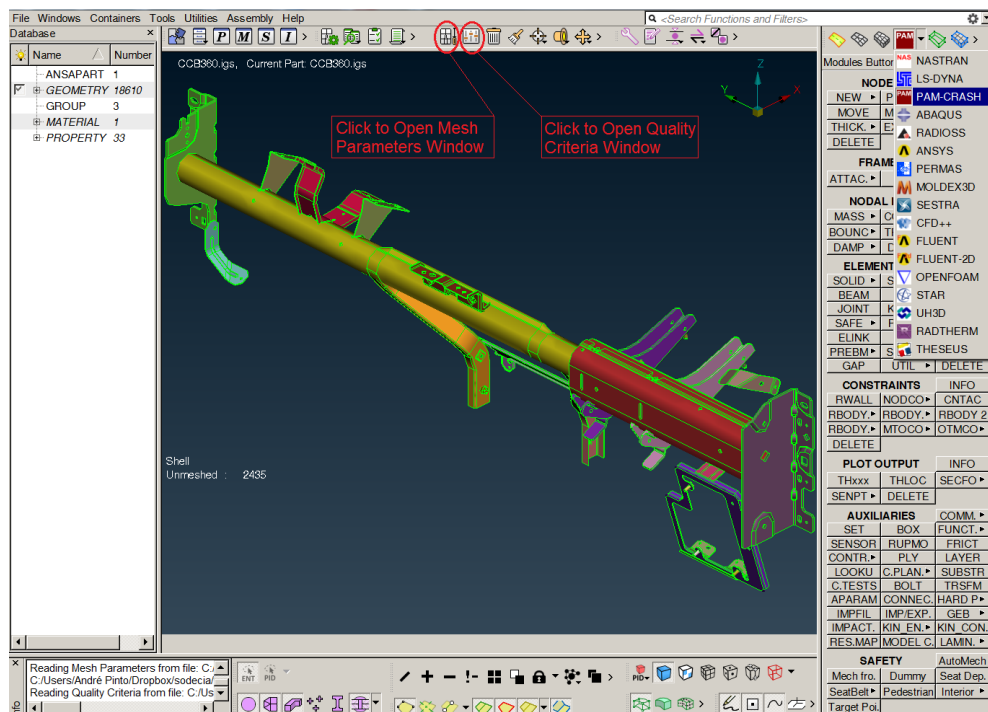 File Windows Containers Tools Utilities Assembly Help
<Search Functions and Filters>
Database
Name Number
ANSAPART 1
GEOMETRY 18610
GROUP 3
MATERIAL 1
PROPERTY 33
P M S I
CCB360.igs, Current Part: CCB360.igs
Click to Open Mesh
Parameters Window
Click to Open Quality
Criteria Window
X
Y
Z
Shell
Unmeshed : 2435
PAM
Modules Buttor
NAS NASTRAN
LS-DYNA
PAM PAM-CRASH
ABAQUS
RADIOSS
ANSYS
PERMAS
MOLDEX3D
SESTRA
CFD++
FLUENT
FLUENT-2D
OPENFOAM
STAR
UH3D
RADTHERM
THESEUS
NODE
NEW P
MOVE M
THICK. E
DELETE
FRAM
ATTAC.
NODAL
MASS C
BOUNC T
DAMP D
ELEMENT
SOLID S
BEAM
JOINT K
SAFE F
ELINK
PREBM S
GAP UTIL DELETE
CONSTRAINTS INFO
RWALL NODCO CNTAC
RBODY. RBODY. RBODY 2
RBODY. MTOCO OTMCO
DELETE
PLOT OUTPUT INFO
THxxx THLOC SECFO
SENPT DELETE
AUXILIARIES COMM.
SET BOX FUNCT.
SENSOR RUPMO FRICT
CONTR. PLY LAYER
LOOKU C.PLAN. SUBSTR
C.TESTS BOLT TRSFM
APARAM CONNEC. HARD P
IMPFIL IMP/EXP. GEB
IMPACT. KIN_EN. KIN_CON.
RES.MAP MODEL C. LAMIN.
SAFETY AutoMech
Mech fro. Dummy Seat Dep.
SeatBelt Pedestrian Interior
Target Poi.
Reading Mesh Parameters from file: C:/
C:/Users/André Pinto/Dropbox/sodecia/
Reading Quality Criteria from file: C:/Us
nfo
ENT PID
PID